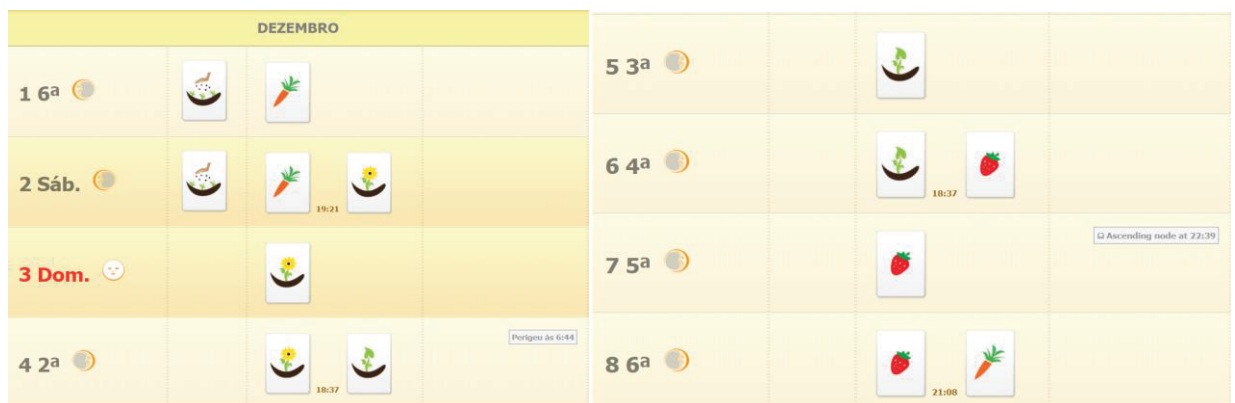 DEZEMBRO
1 6ª
2 Sáb.
19:21
3 Dom.
4 2ª
18:37
Perigeu às 6:44
5 3ª
6 4ª
18:37
7 5ª
☊ Ascending node at 22:39
8 6ª
21:08